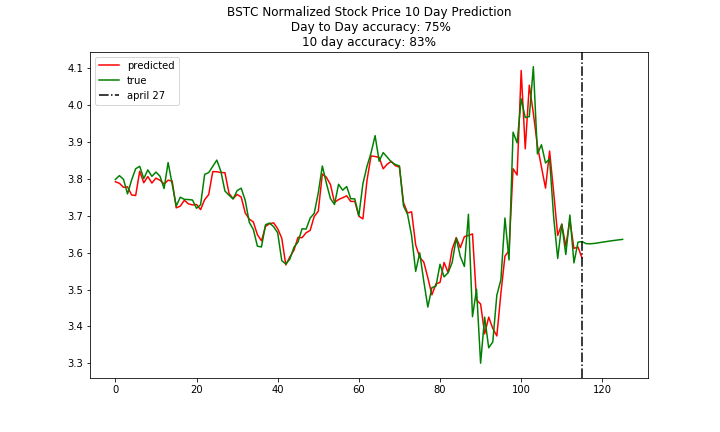 BSTC Normalized Stock Price 10 Day Prediction
Day to Day accuracy: 75%
10 day accuracy: 83%
predicted
true
april 27
4.1
4.0
3.9
3.8
3.7
3.6
3.5
3.4
3.3
0 20 40 60 80 100 120